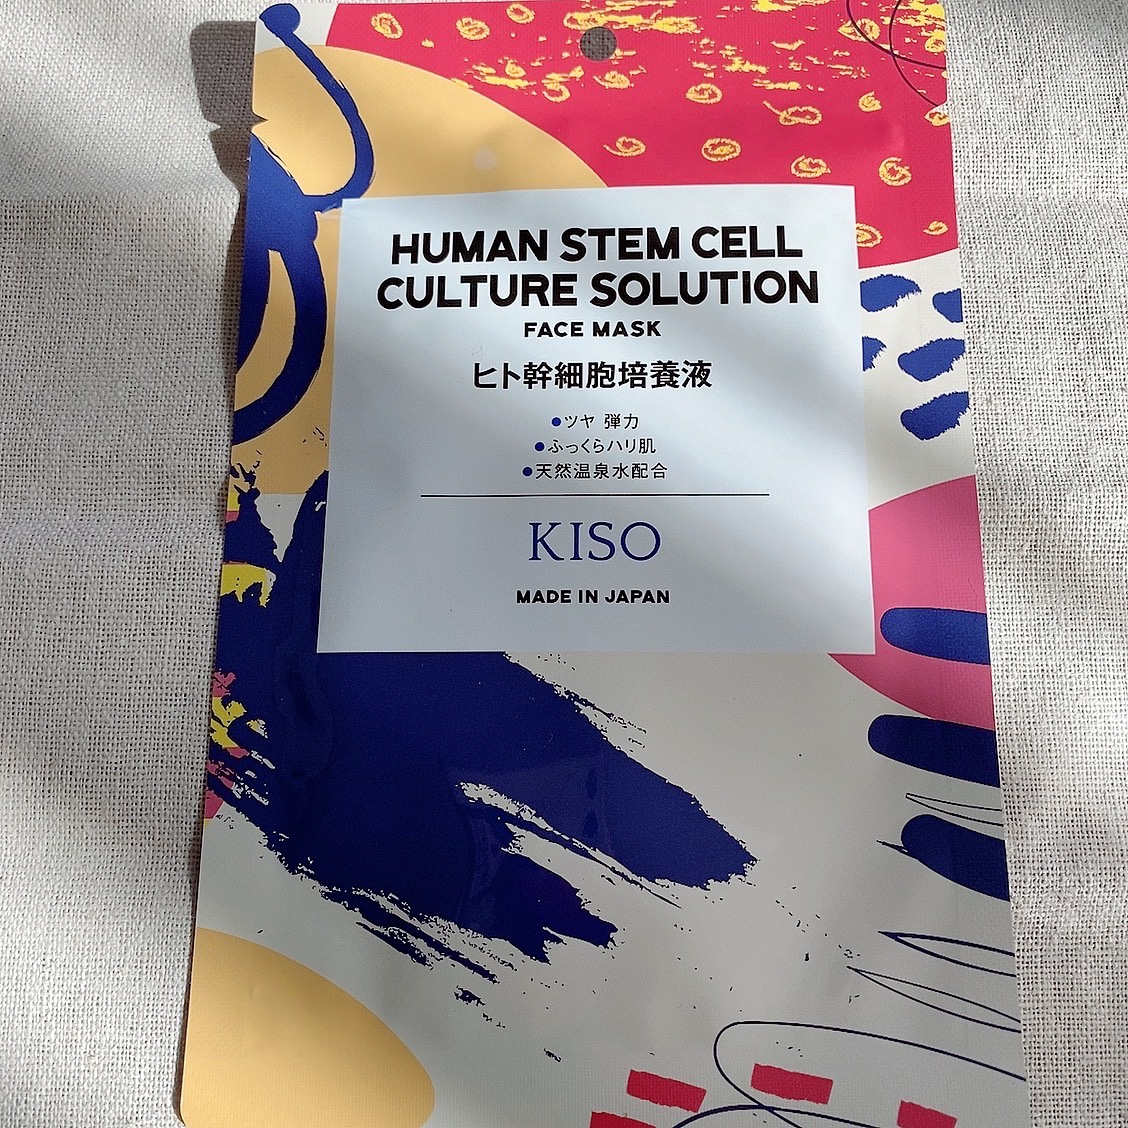 HUMAN STEM CELL
CULTURE SOLUTION
FACE MASK
ヒト幹細胞培養液
●ツヤ 弾力
●ふっくらハリ肌
●天然温泉水配合
KISO
MADE IN JAPAN